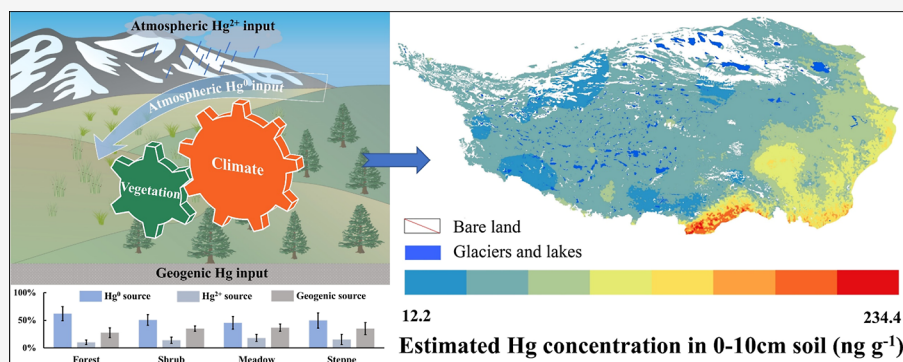 Atmospheric Hg²⁺ input
Atmospheric Hg⁰ input
Climate
Vegetation
Geogenic Hg input
100%
50%
0%
Hg⁰ source
Hg²⁺ source
Geogenic source
Forest
Shrub
Meadow
Steppe
Bare land
Glaciers and lakes
12.2
234.4
Estimated Hg concentration in 0-10cm soil (ng g⁻¹)